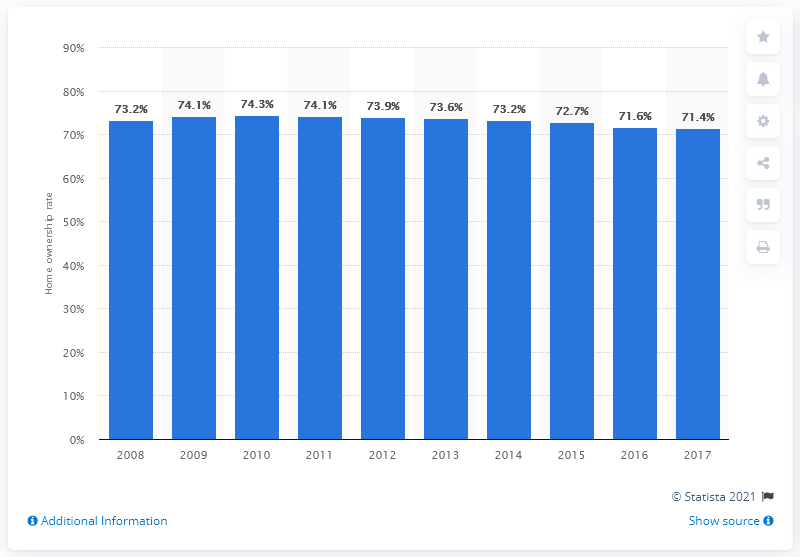 90%
80%
70%
60%
50%
40%
30%
20%
10%
0%
Home ownership rate
73.2% 74.1% 74.3% 74.1% 73.9% 73.6% 73.2% 72.7% 71.6% 71.4%
2008 2009 2010 2011 2012 2013 2014 2015 2016 2017
© Statista 2021
Additional Information Show source